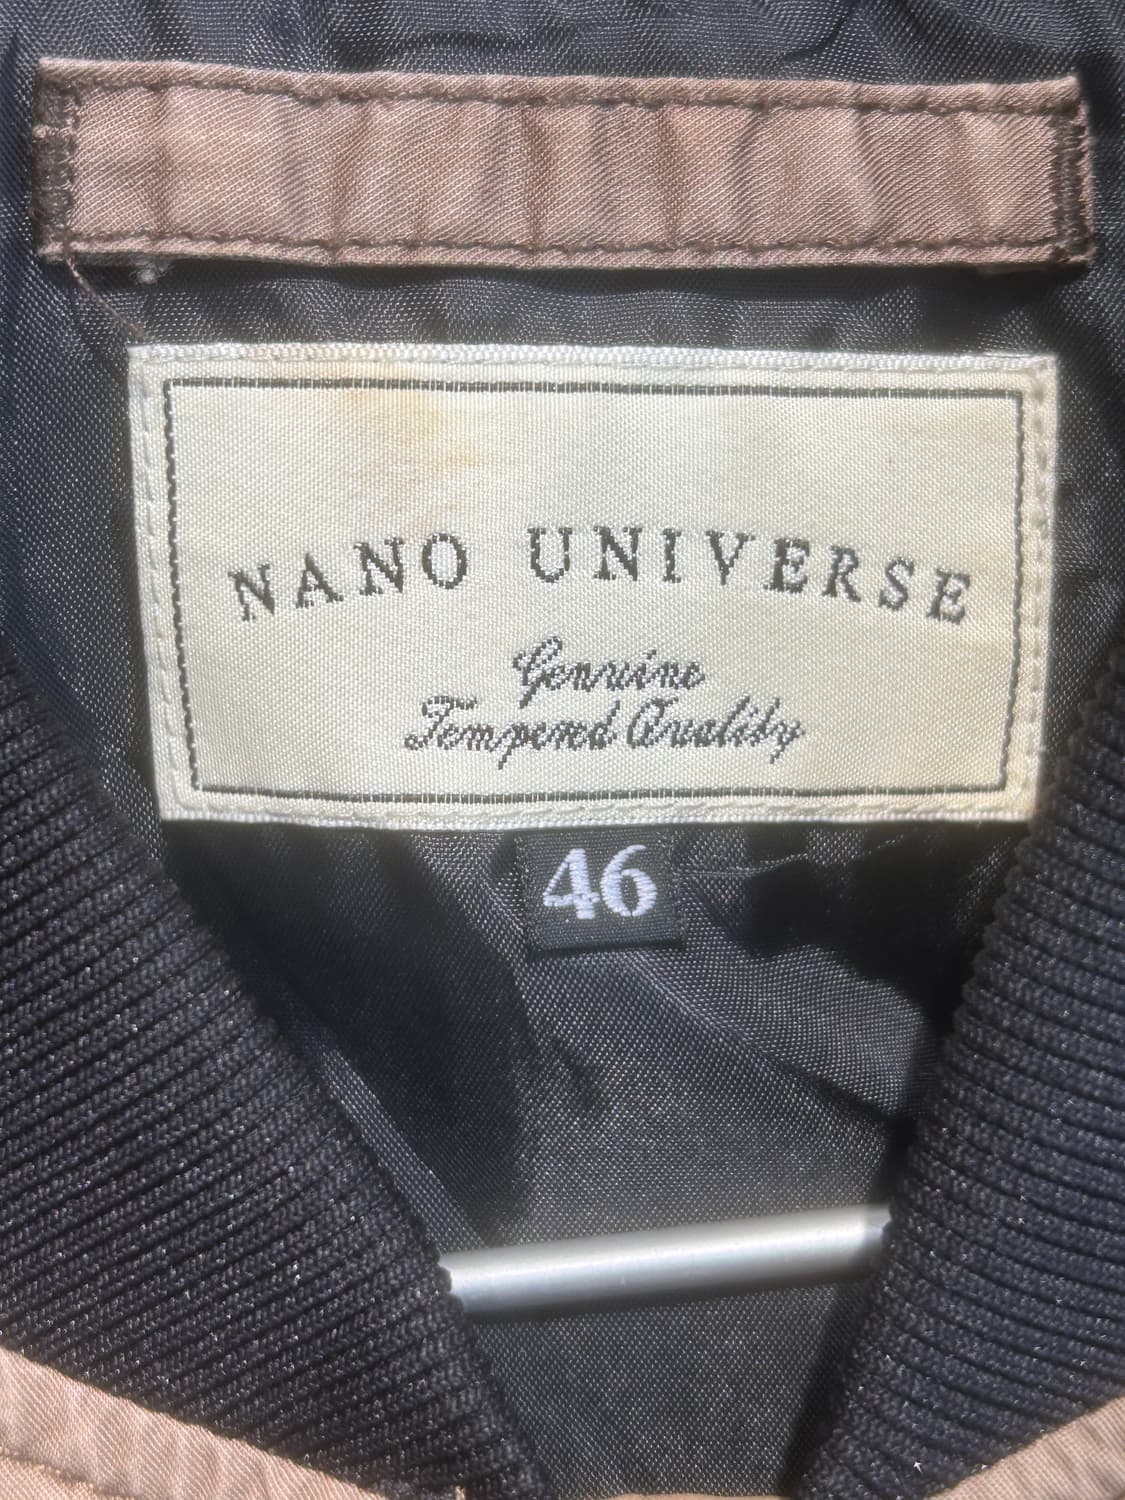 NANO UNIVERSE
Genuine
Tempered Quality
46